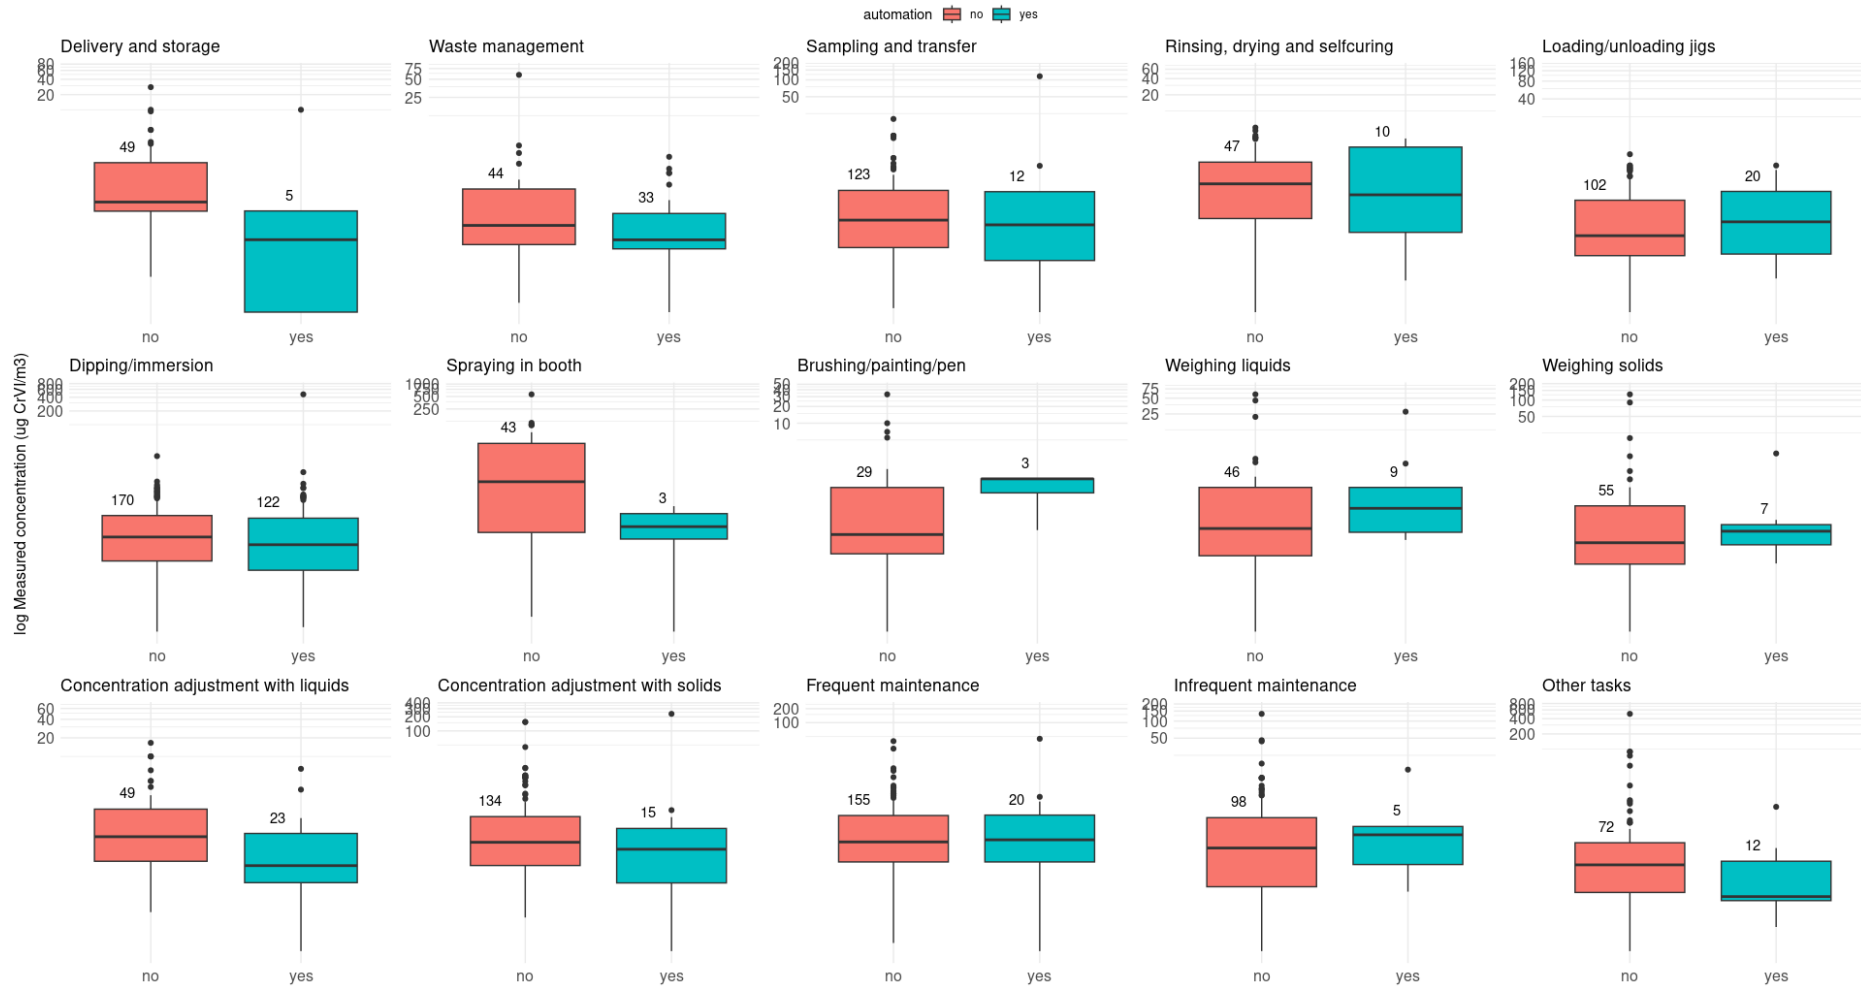 automation no yes
Delivery and storage
80
60
40
20
49
5
no yes
Waste management
75
50
25
44
33
no yes
Sampling and transfer
200
150
100
50
123
12
no yes
Rinsing, drying and selfcuring
60
40
20
47
10
no yes
Loading/unloading jigs
160
120
80
40
102
20
no yes
log Measured concentration (ug CrVI/m3)
Dipping/immersion
800
600
400
200
170
122
no yes
Spraying in booth
1000
750
500
250
43
3
no yes
Brushing/painting/pen
50
40
30
20
10
29
3
no yes
Weighing liquids
75
50
25
46
9
no yes
Weighing solids
200
150
100
50
55
7
no yes
Concentration adjustment with liquids
60
40
20
49
23
no yes
Concentration adjustment with solids
400
300
200
100
134
15
no yes
Frequent maintenance
200
100
155
20
no yes
Infrequent maintenance
200
150
100
50
98
5
no yes
Other tasks
800
600
400
200
72
12
no yes